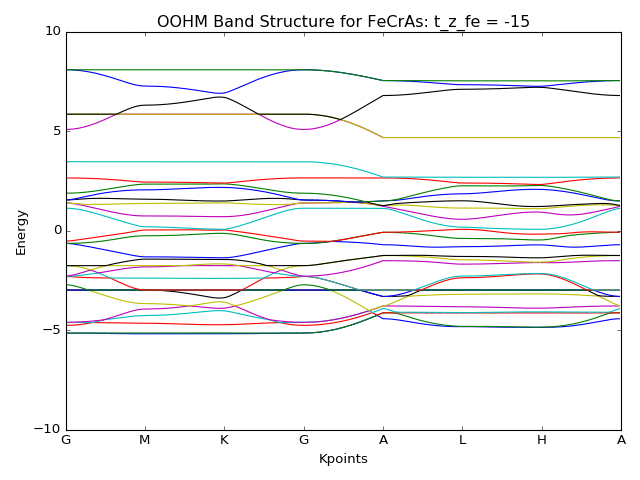 OOHM Band Structure for FeCrAs: t_z_fe = -15
10
5
0
−5
−10
Energy
G M K G A L H A
Kpoints